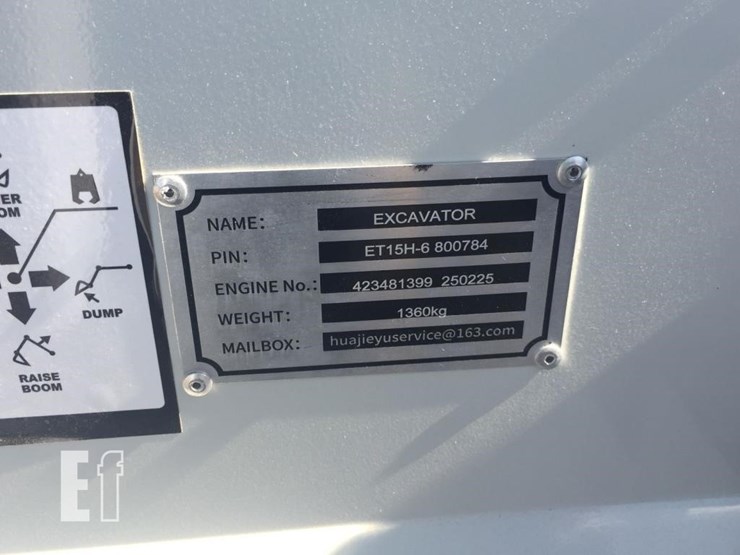 NAME: EXCAVATOR
PIN: ET15H-6 800784
ENGINE No.: 423481399 250225
WEIGHT: 1360kg
MAILBOX: huajieyuservice@163.com
DUMP
RAISE
BOOM
Ef